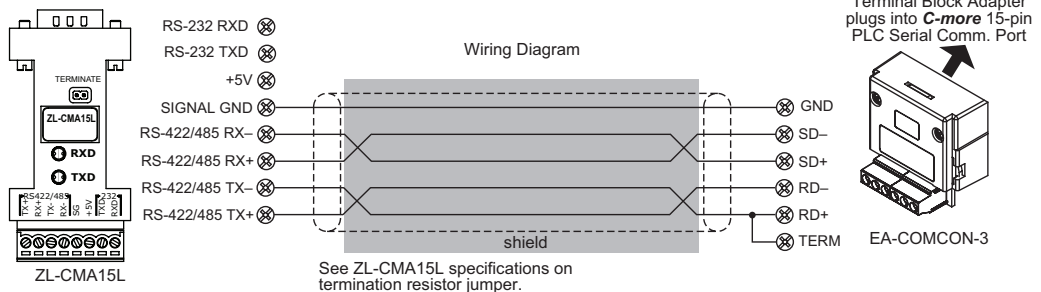 Terminal Block Adapter
plugs into C-more 15-pin
PLC Serial Comm. Port
Wiring Diagram
RS-232 RXD
RS-232 TXD
+5V
SIGNAL GND
RS-422/485 RX–
RS-422/485 RX+
RS-422/485 TX–
RS-422/485 TX+
GND
SD–
SD+
RD–
RD+
TERM
shield
See ZL-CMA15L specifications on
termination resistor jumper.
EA-COMCON-3
TERMINATE
ZL-CMA15L
RXD
TXD
RS422/485
232
TX+
RX+
TX-
RX-
SG
+5V
TXD
RXD
ZL-CMA15L